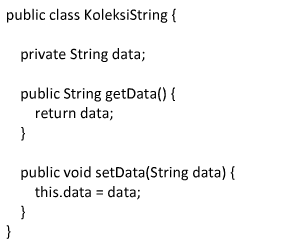 public class KoleksiString {
private String data;
public String getData() {
return data;
}
public void setData(String data) {
this.data = data;
}
}